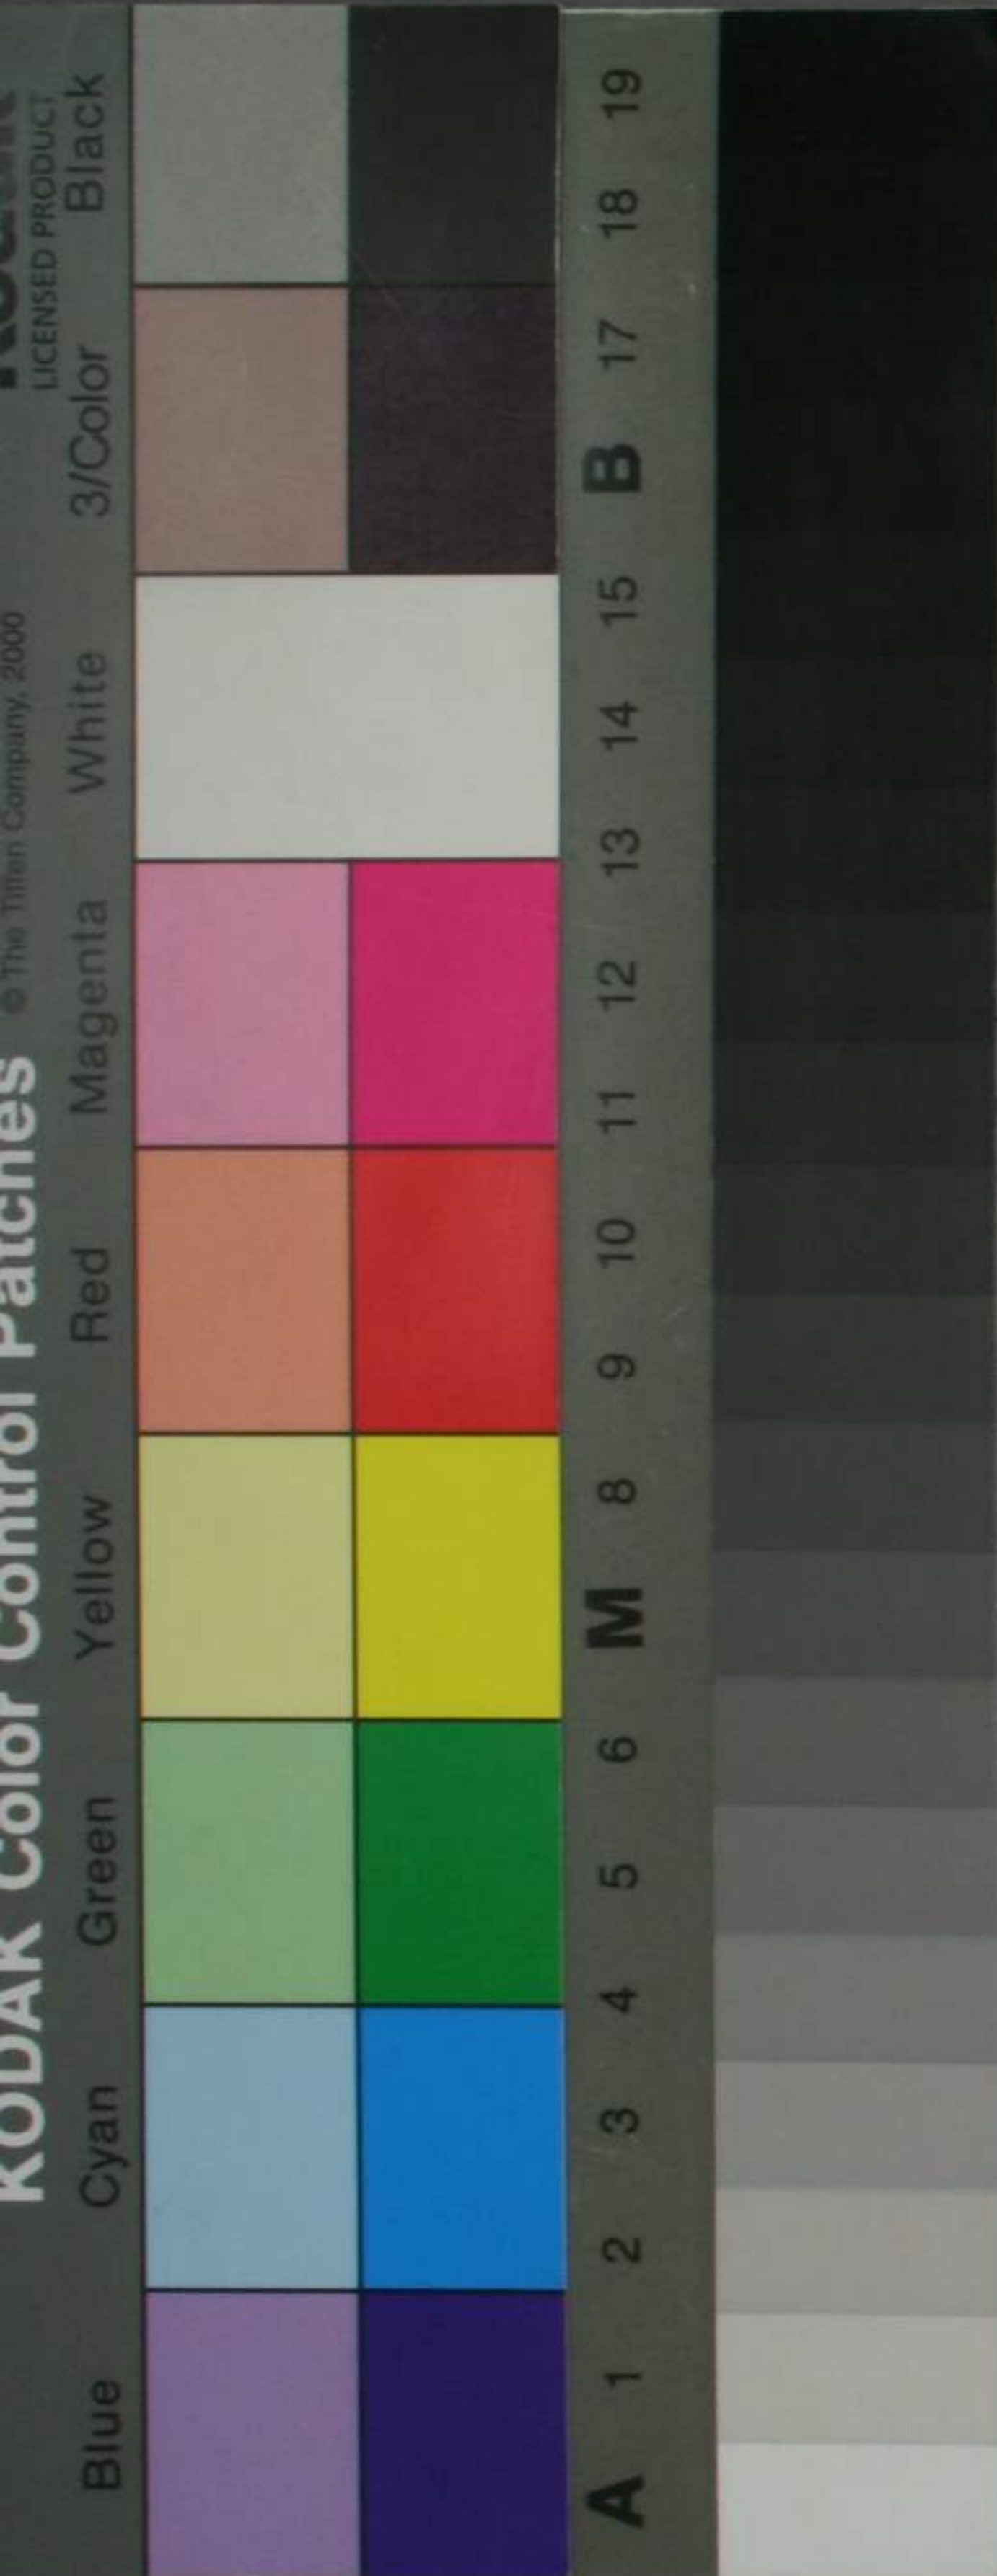 KODAK Color Control Patches
© The Tiffen Company, 2000
LICENSED PRODUCT
Blue Cyan Green Yellow Red Magenta White 3/Color Black
A 1 2 3 4 5 6 M 8 9 10 11 12 13 14 15 B 17 18 19